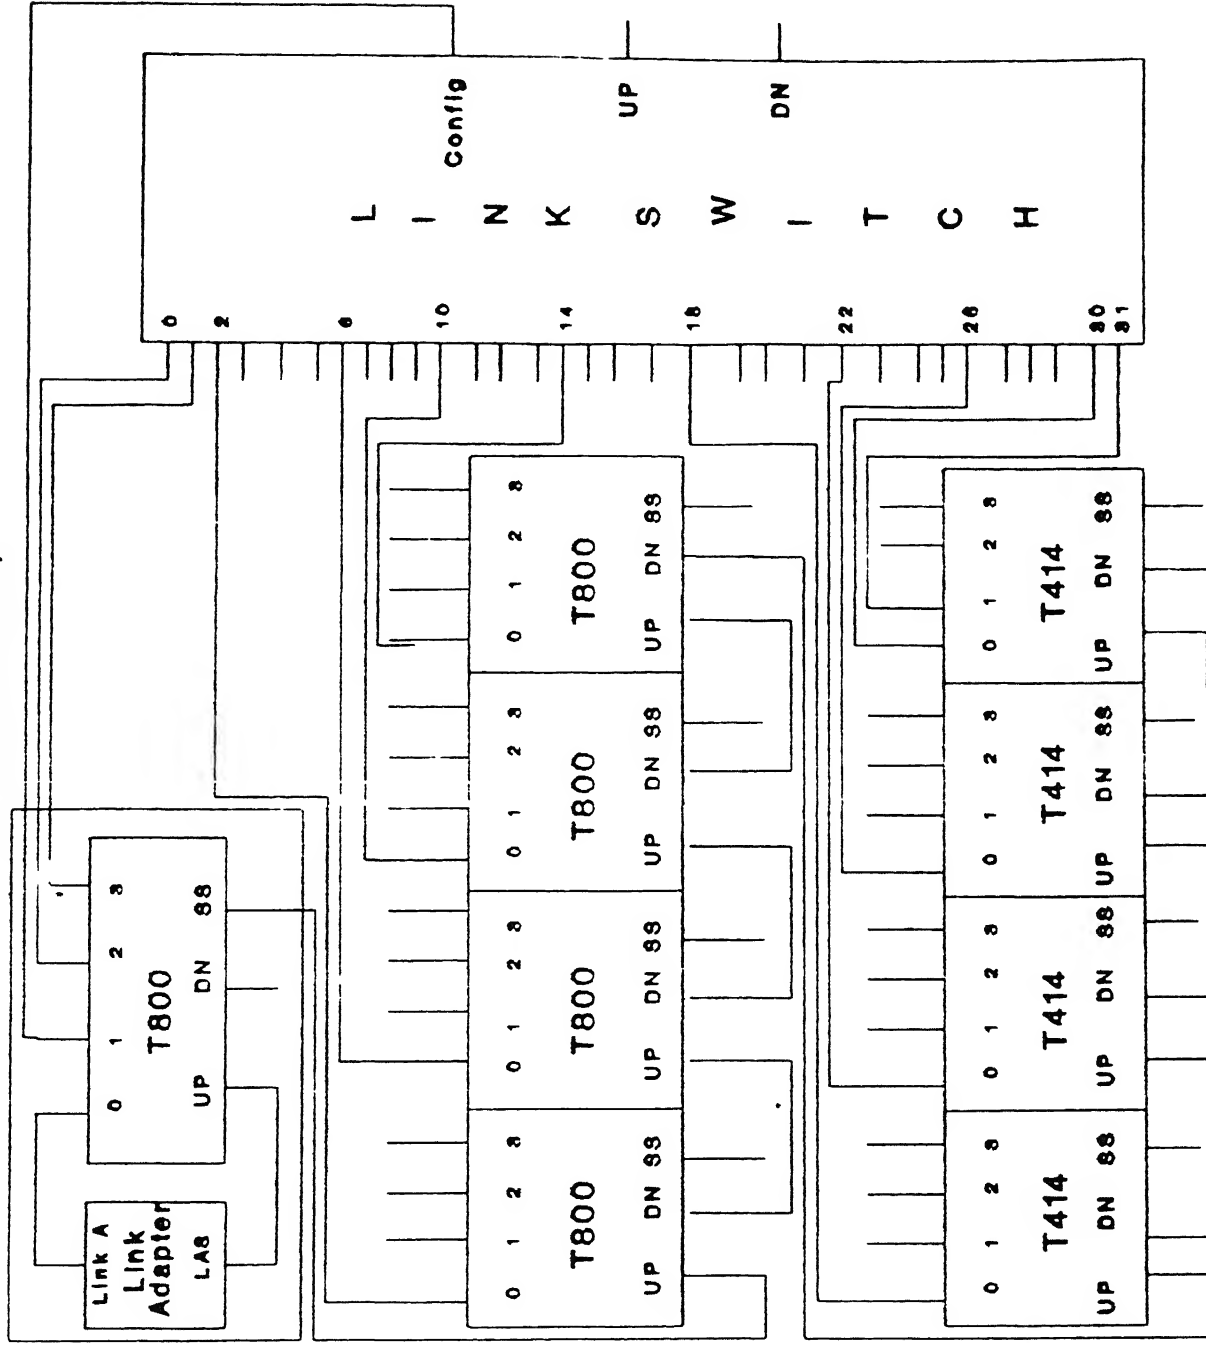 Link A
Link
Adapter
LAS
0 1 2 3
T800
UP DN SS
0 1 2 3
T800
UP DN SS
0 1 2 3
T800
UP DN SS
0 1 2 3
T800
UP DN SS
0 1 2 3
T800
UP DN SS
0 1 2 3
T414
UP DN SS
0 1 2 3
T414
UP DN SS
0 1 2 3
T414
UP DN SS
0 1 2 3
T414
UP DN SS
0
2
6
10
14
18
22
26
30
31
LINK SWITCH
Config
UP
DN